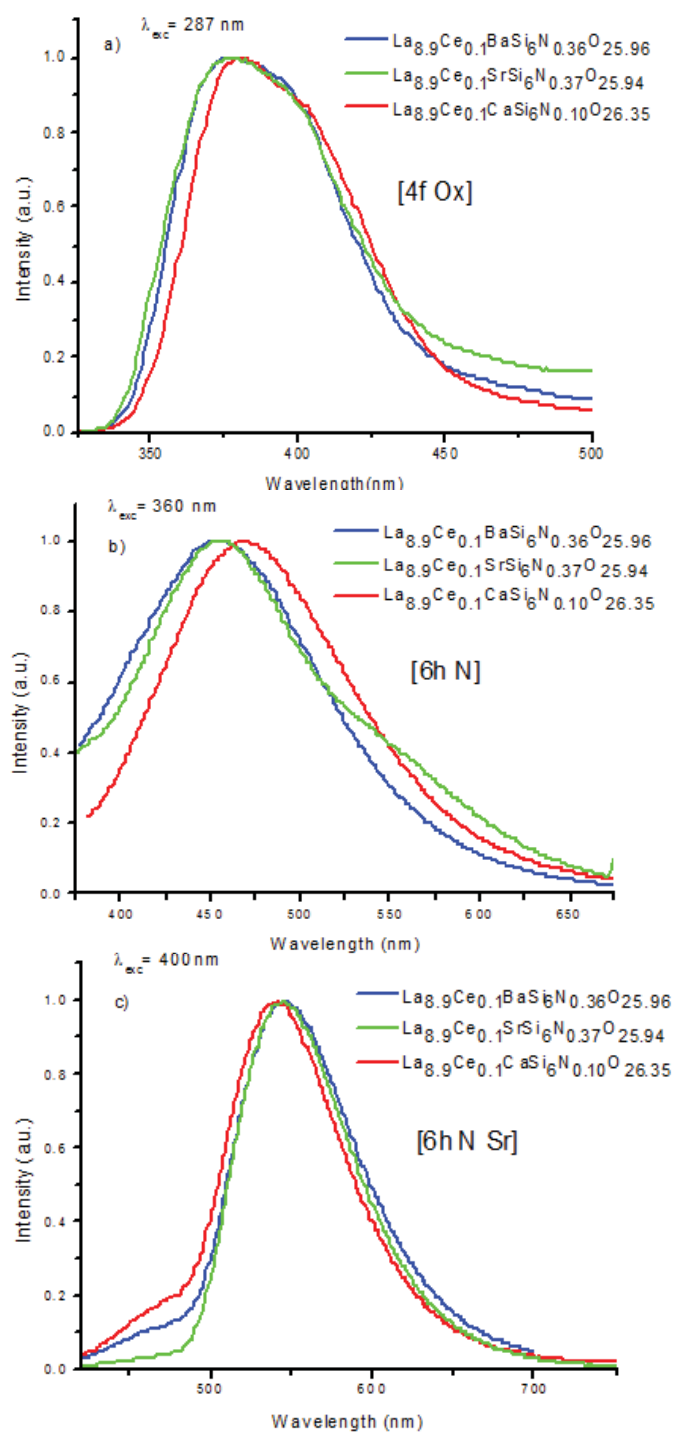 λexc= 287 nm
a)
La8.9Ce0.1BaSi6N0.36O25.96
La8.9Ce0.1SrSi6N0.37O25.94
La8.9Ce0.1CaSi6N0.10O26.35
[4f Ox]
Intensity (a.u.)
1.0
0.8
0.6
0.4
0.2
0.0
350 400 450 500
Wavelength(nm)
λexc= 360 nm
b)
La8.9Ce0.1BaSi6N0.36O25.96
La8.9Ce0.1SrSi6N0.37O25.94
La8.9Ce0.1CaSi6N0.10O26.35
[6h N]
Intensity (a.u.)
1.0
0.8
0.6
0.4
0.2
0.0
400 450 500 550 600 650
Wavelength (nm)
λexc= 400 nm
c)
La8.9Ce0.1BaSi6N0.36O25.96
La8.9Ce0.1SrSi6N0.37O25.94
La8.9Ce0.1CaSi6N0.10O26.35
[6h N Sr]
Intensity (a.u.)
1.0
0.8
0.6
0.4
0.2
0.0
500 600 700
Wavelength (nm)